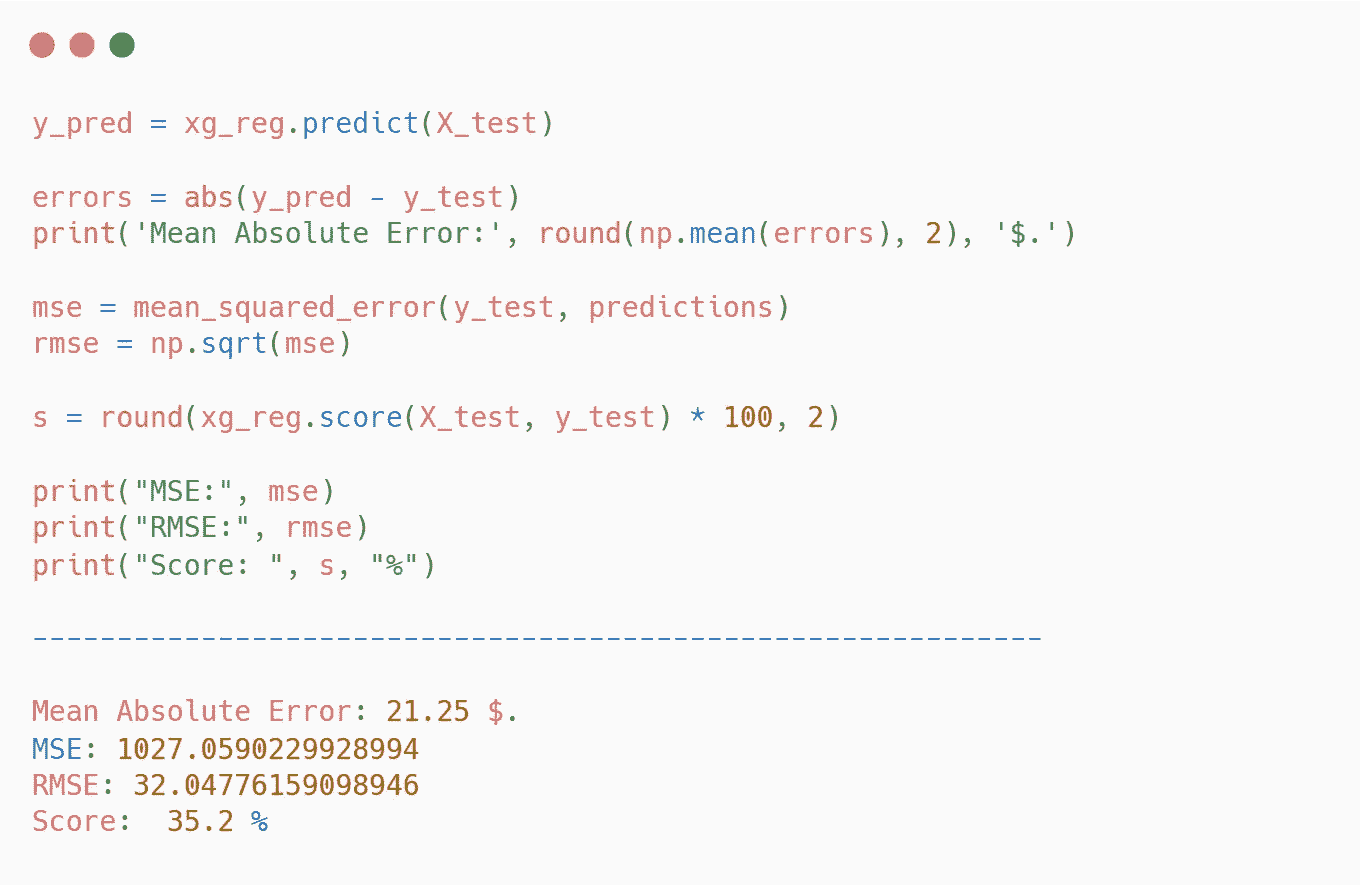 y_pred = xg_reg.predict(X_test)
errors = abs(y_pred - y_test)
print('Mean Absolute Error:', round(np.mean(errors), 2), '$.')
mse = mean_squared_error(y_test, predictions)
rmse = np.sqrt(mse)
s = round(xg_reg.score(X_test, y_test) * 100, 2)
print("MSE:", mse)
print("RMSE:", rmse)
print("Score: ", s, "%")
------------------------------------------------------------
Mean Absolute Error: 21.25 $.
MSE: 1027.0590229928994
RMSE: 32.04776159098946
Score:  35.2 %